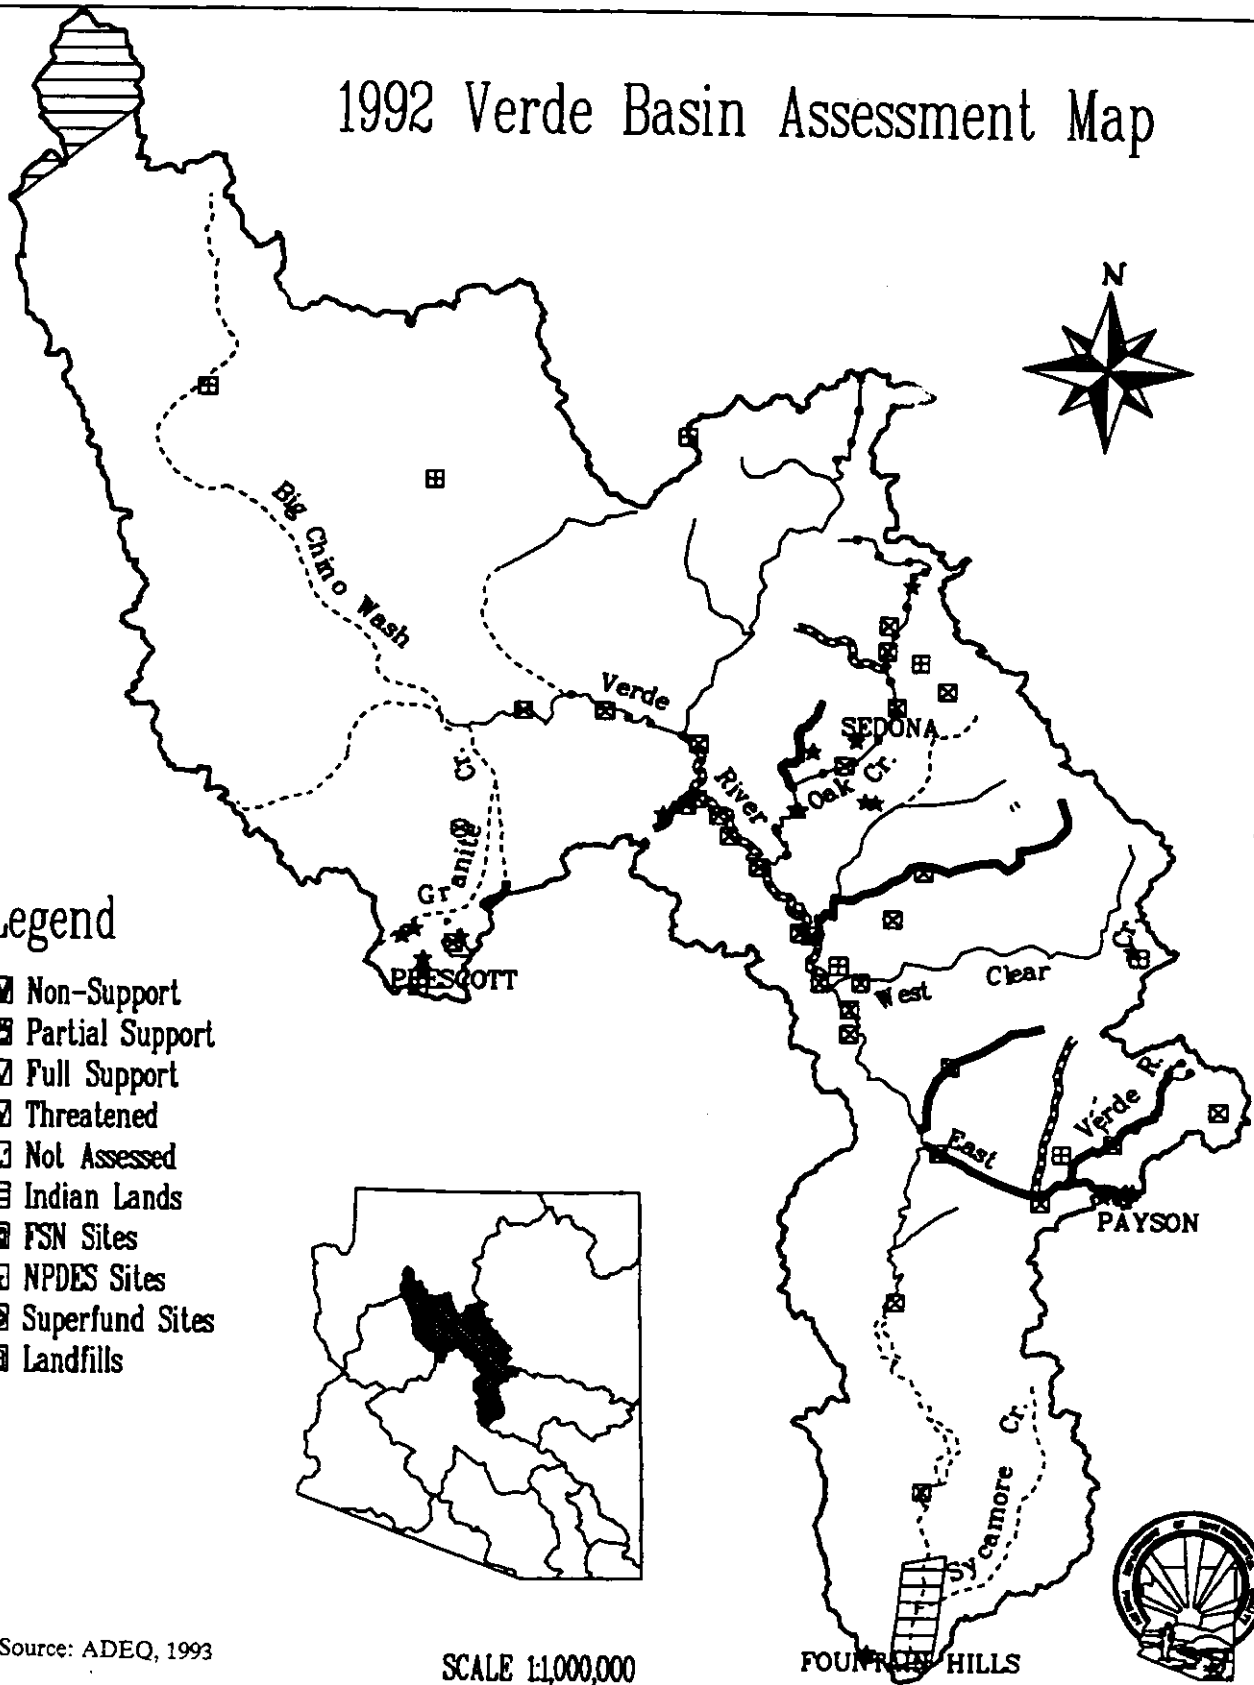 1992 Verde Basin Assessment Map
N
Big Chino Wash
Verde
River
SEDONA
Oak Cr.
Cr.
Granite
PRESCOTT
West Clear Cr.
Verde R.
East
PAYSON
Legend
Non-Support
Partial Support
Full Support
Threatened
Not Assessed
Indian Lands
FSN Sites
NPDES Sites
Superfund Sites
Landfills
Sycamore Cr.
Source: ADEQ, 1993
SCALE 1:1,000,000
FOUNTAIN HILLS